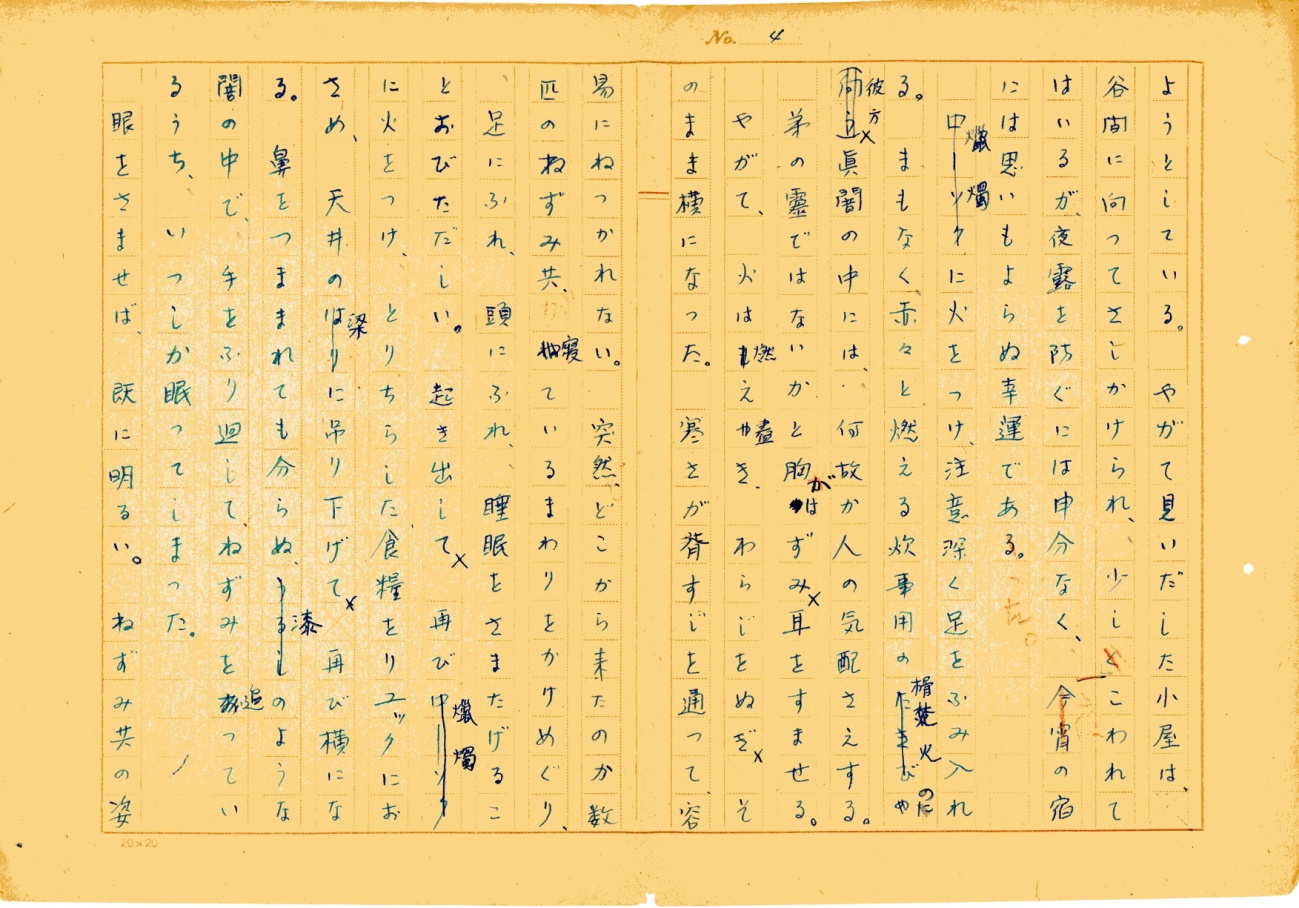 No. 4
ようとしている。 やがて見いだした小屋は、
谷間に向ってさしかけられ、少しこわれて
はいるが、夜露を防ぐには申分なく、 今宵の宿
には思いもよらぬ幸運である。
蠟燭に火をつけ、注意深く足をふみ入れ
る。 まもなく赤々と燃える炊事用の榾焚火のに
彼方真闇の中には、何故か人の気配さえする。
弟の靈ではないかと胸がはずみ耳をすませる。
やがて、火は燃え盡き、わらじをぬぎ そ
のまま横になった。 寒さが背すじを通って、容
易にねつかれない。 突然、どこから来たのか数
匹のねずみ共、寝ているまわりをかけめぐり、
足にふれ、頭にふれ、睡眠をさまたげるこ
とおびただしい。 起き出して 再び蠟燭
に火をつけ、とりちらした食糧をリユックにお
さめ、 天井の梁に吊り下げて 再び横にな
る。 鼻をつままれても分らぬ、漆のような
闇の中で、手をふり廻して、ねずみを追ってい
るうち、いつしか眠ってしまった。
眼をさませば、既に明るい。 ねずみ共の姿
20×20